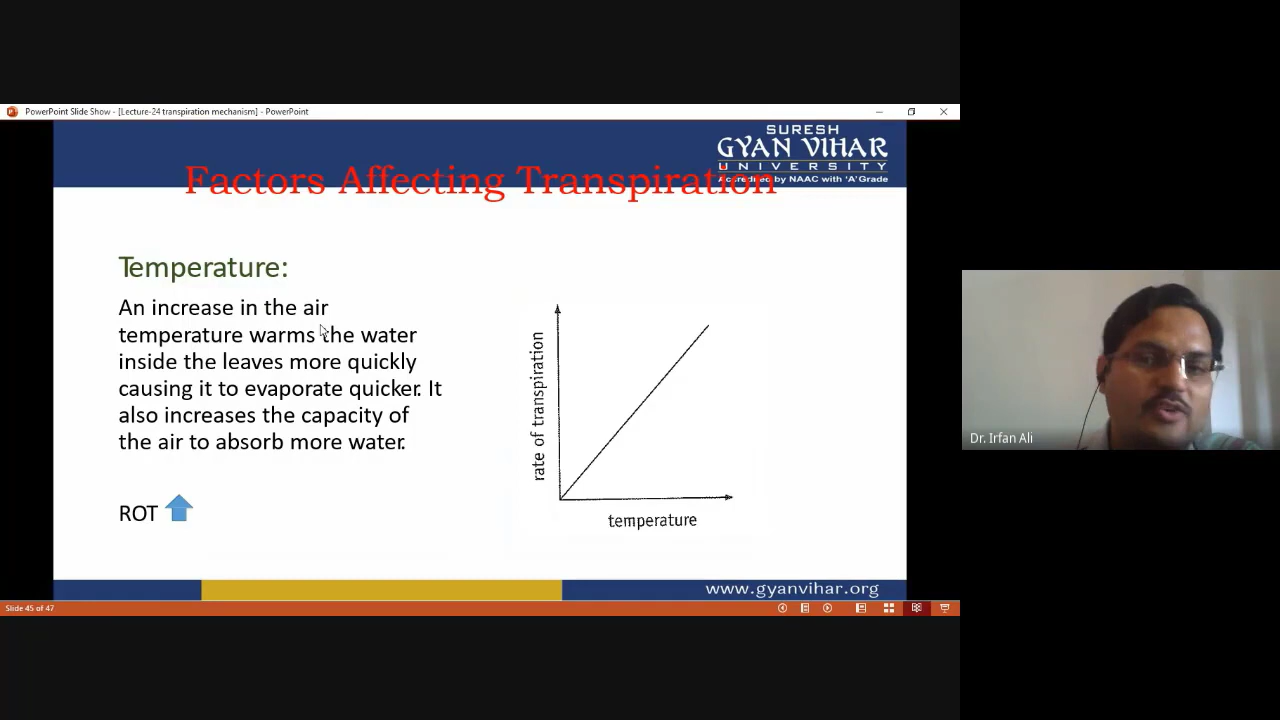 PowerPoint Slide Show - [Lecture-24 transpiration mechanism] - PowerPoint
SURESH
GYAN VIHAR
UNIVERSITY
Accredited by NAAC with 'A' Grade
Factors Affecting Transpiration
Temperature:
An increase in the air
temperature warms the water
inside the leaves more quickly
causing it to evaporate quicker. It
also increases the capacity of
the air to absorb more water.
ROT
rate of transpiration
temperature
www.gyanvihar.org
Slide 45 of 47
Dr. Irfan Ali